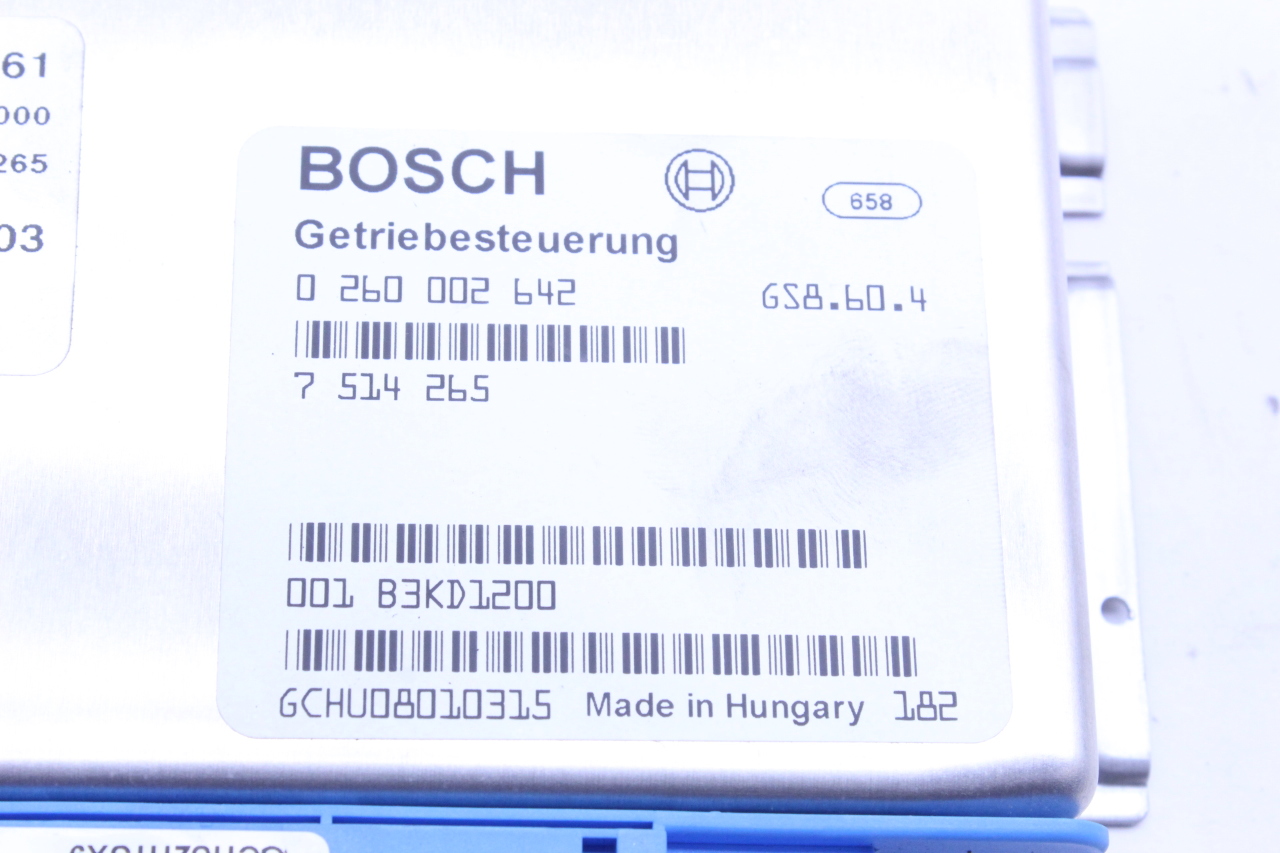 61
000
265
03
BOSCH
658
Getriebesteuerung
0 260 002 642 GS8.60.4
7 514 265
001 B3KD1200
GCHU08010315 Made in Hungary 182